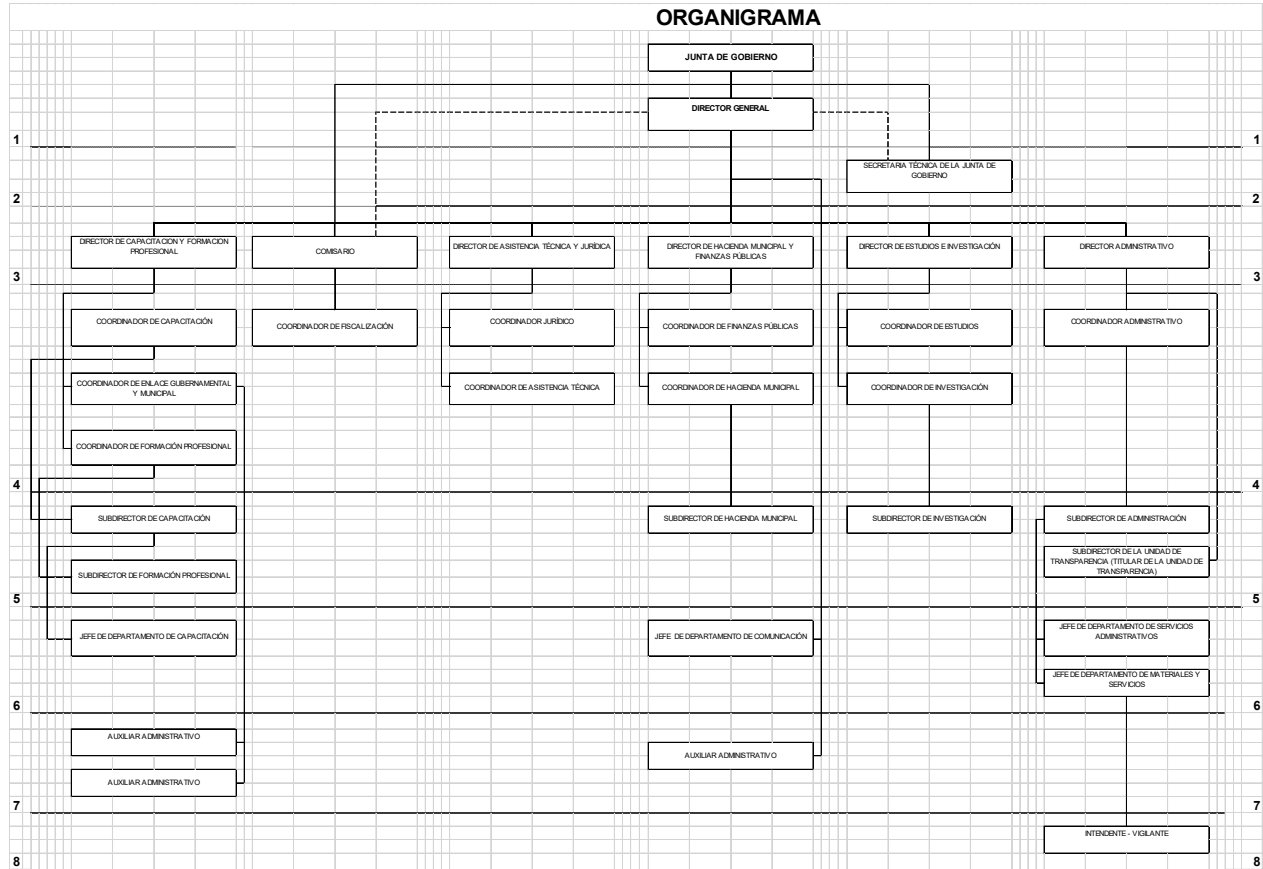 ORGANIGRAMA
JUNTA DE GOBIERNO
DIRECTOR GENERAL
1 1
SECRETARIA TÉCNICA DE LA JUNTA DE
GOBIERNO
2 2
DIRECTOR DE CAPACITACION Y FORMACION
PROFESIONAL
COMISARIO
DIRECTOR DE ASISTENCIA TÉCNICA Y JURÍDICA
DIRECTOR DE HACIENDA MUNICIPAL Y
FINANZAS PÚBLICAS
DIRECTOR DE ESTUDIOS E INVESTIGACIÓN
DIRECTOR ADMINISTRATIVO
3 3
COORDINADOR DE CAPACITACIÓN
COORDINADOR DE FISCALIZACIÓN
COORDINADOR JURÍDICO
COORDINADOR DE FINANZAS PÚBLICAS
COORDINADOR DE ESTUDIOS
COORDINADOR ADMINISTRATIVO
COORDINADOR DE ENLACE GUBERNAMENTAL
Y MUNICIPAL
COORDINADOR DE ASISTENCIA TÉCNICA
COORDINADOR DE HACIENDA MUNICIPAL
COORDINADOR DE INVESTIGACIÓN
COORDINADOR DE FORMACIÓN PROFESIONAL
4 4
SUBDIRECTOR DE CAPACITACIÓN
SUBDIRECTOR DE HACIENDA MUNICIPAL
SUBDIRECTOR DE INVESTIGACIÓN
SUBDIRECTOR DE ADMINISTRACIÓN
SUBDIRECTOR DE FORMACIÓN PROFESIONAL
SUBDIRECTOR DE LA UNIDAD DE
TRANSPARENCIA (TITULAR DE LA UNIDAD DE
TRANSPARENCIA)
5 5
JEFE DE DEPARTAMENTO DE CAPACITACIÓN
JEFE DE DEPARTAMENTO DE COMUNICACIÓN
JEFE DE DEPARTAMENTO DE SERVICIOS
ADMINISTRATIVOS
JEFE DE DEPARTAMENTO DE MATERIALES Y
SERVICIOS
6 6
AUXILIAR ADMINISTRATIVO
AUXILIAR ADMINISTRATIVO
AUXILIAR ADMINISTRATIVO
7 7
INTENDENTE - VIGILANTE
8 8